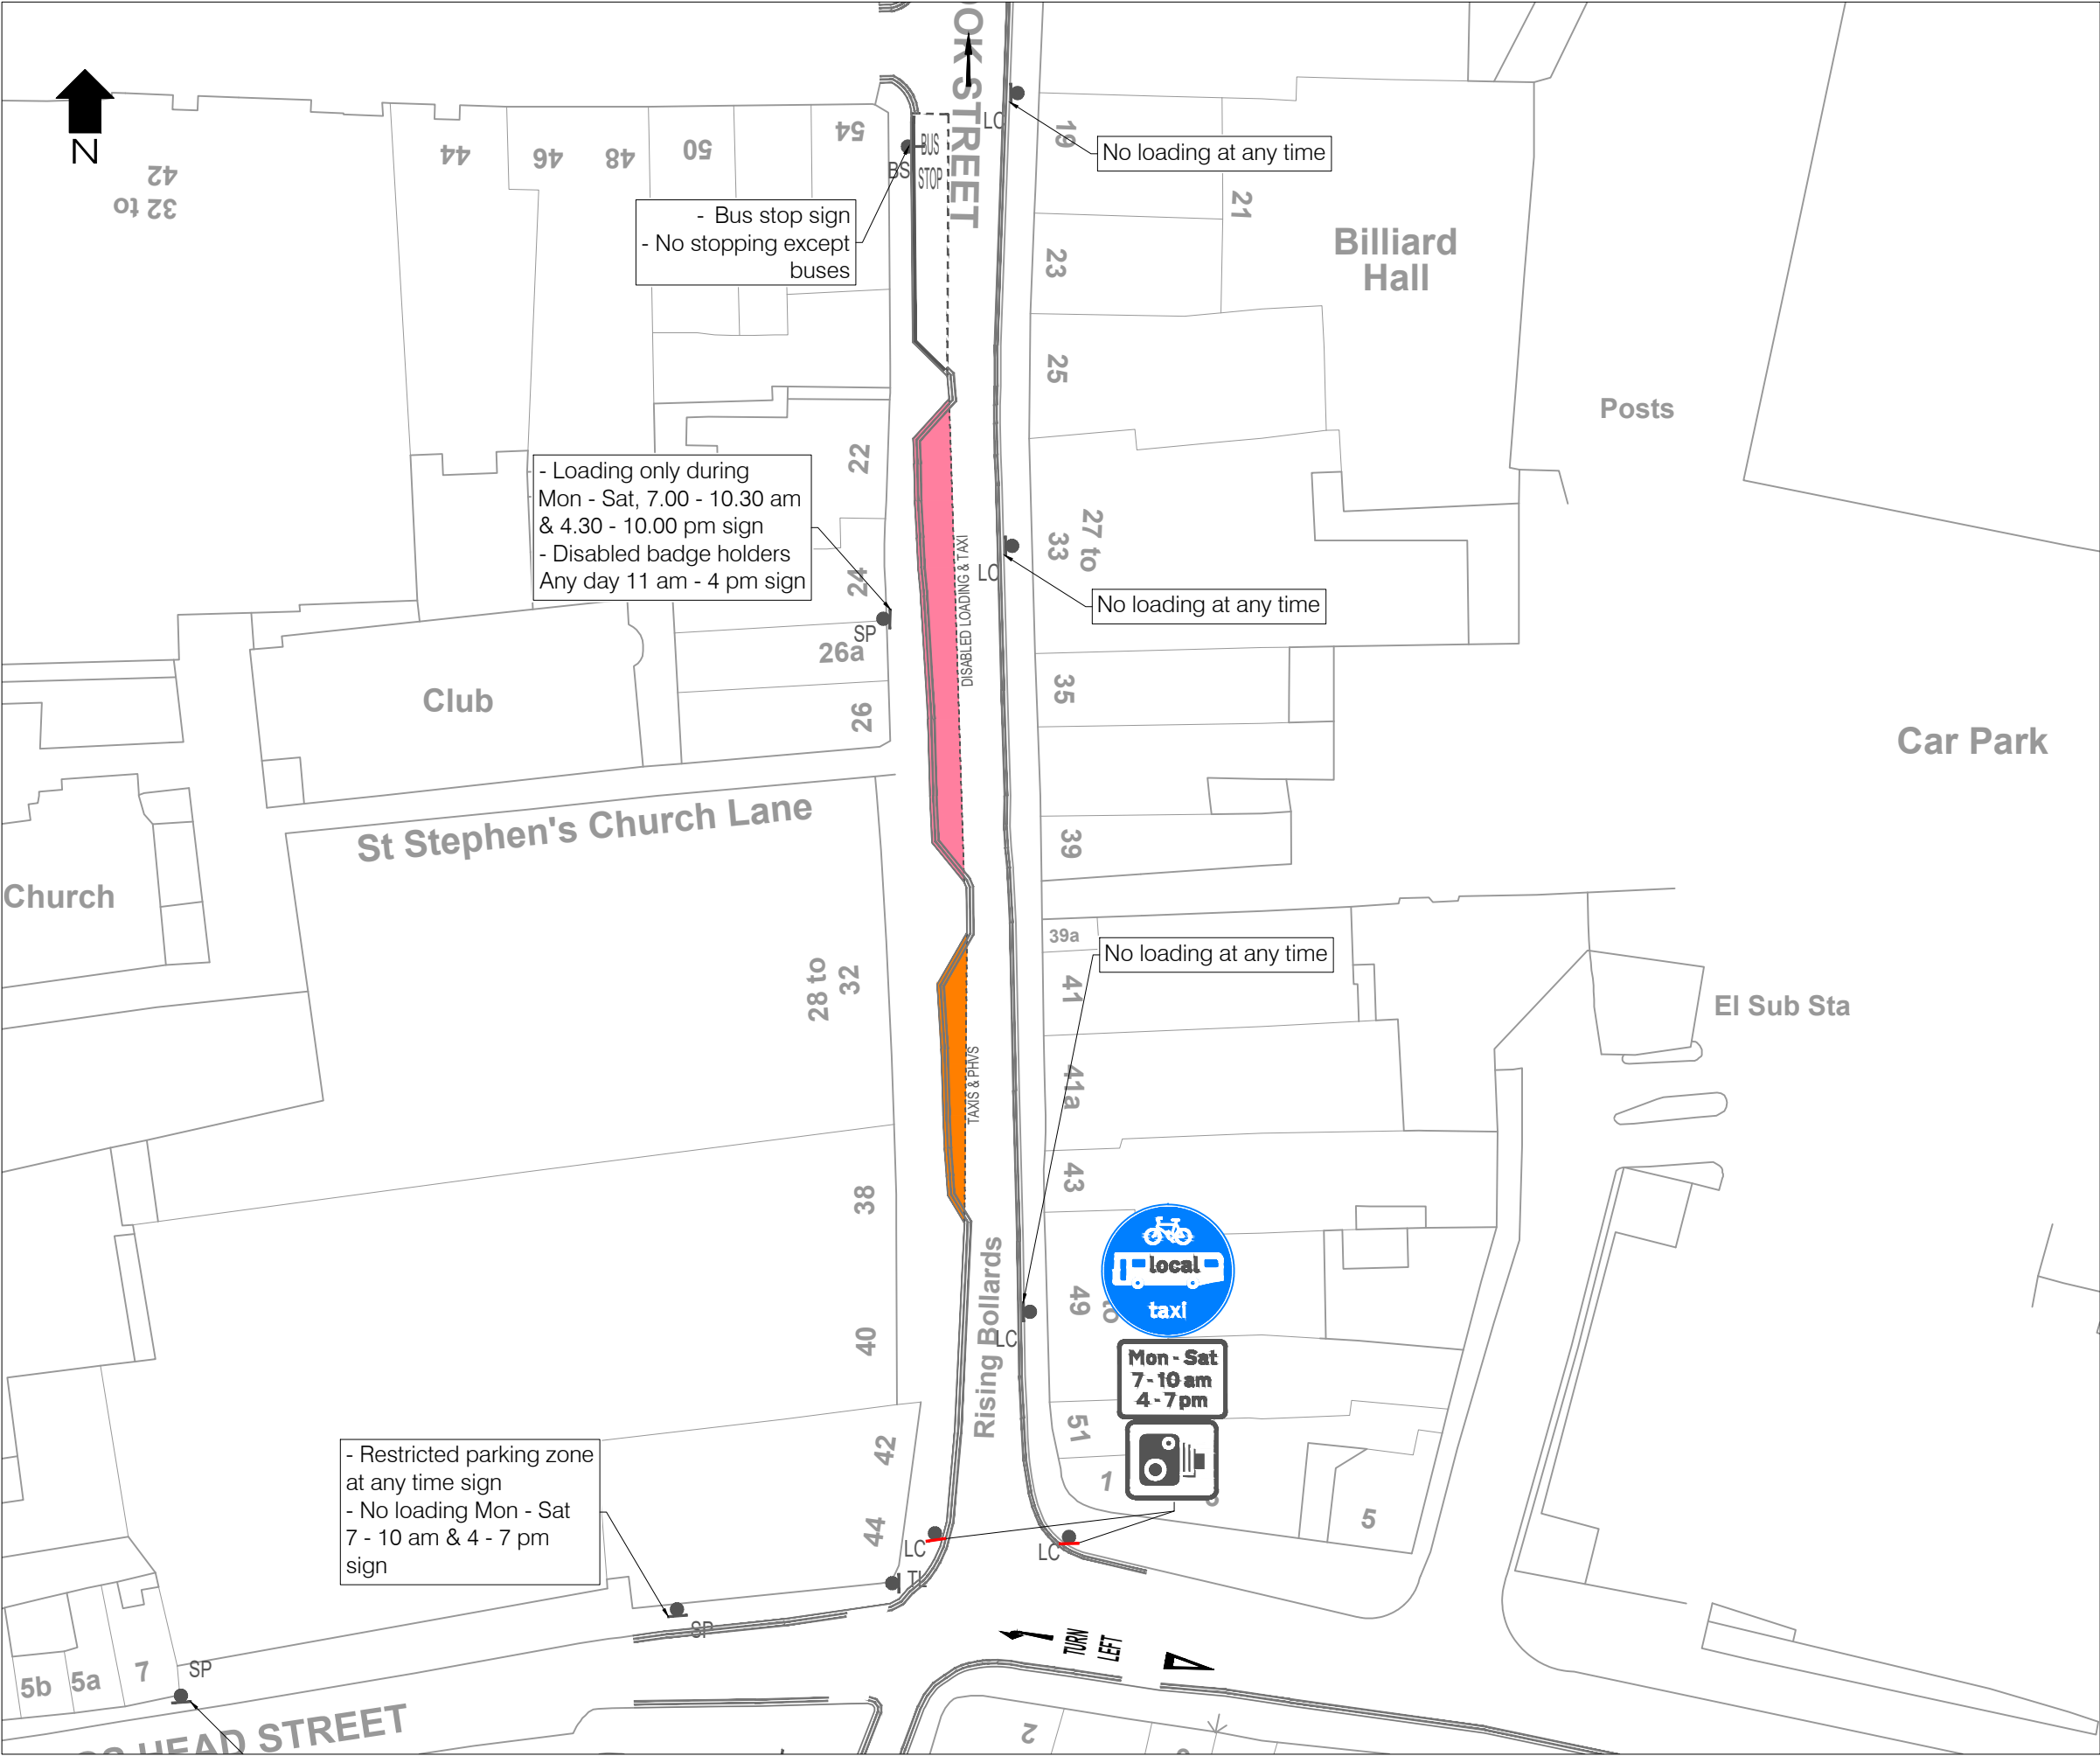 OOK STREET
N
32 to
42
44
46
48
50
54
BUS
STOP
BS
LC
No loading at any time
19
21
- Bus stop sign
- No stopping except
buses
23
Billiard
Hall
25
Posts
22
- Loading only during
Mon - Sat, 7.00 - 10.30 am
& 4.30 - 10.00 pm sign
- Disabled badge holders
Any day 11 am - 4 pm sign
24
SP
26a
26
DISABLED LOADING & TAXI
LC
27 to
33
No loading at any time
35
Club
Car Park
St Stephen's Church Lane
39
Church
39a
No loading at any time
28 to
32
41
El Sub Sta
TAXIS & PHVS
41a
43
38
local
taxi
49
to
40
Rising Bollards
LC
Mon - Sat
7 - 10 am
4 - 7 pm
51
1
5
42
44
- Restricted parking zone
at any time sign
- No loading Mon - Sat
7 - 10 am & 4 - 7 pm
sign
LC
LC
TL
SP
TURN
LEFT
5b
5a
7
SP
GS HEAD STREET
2